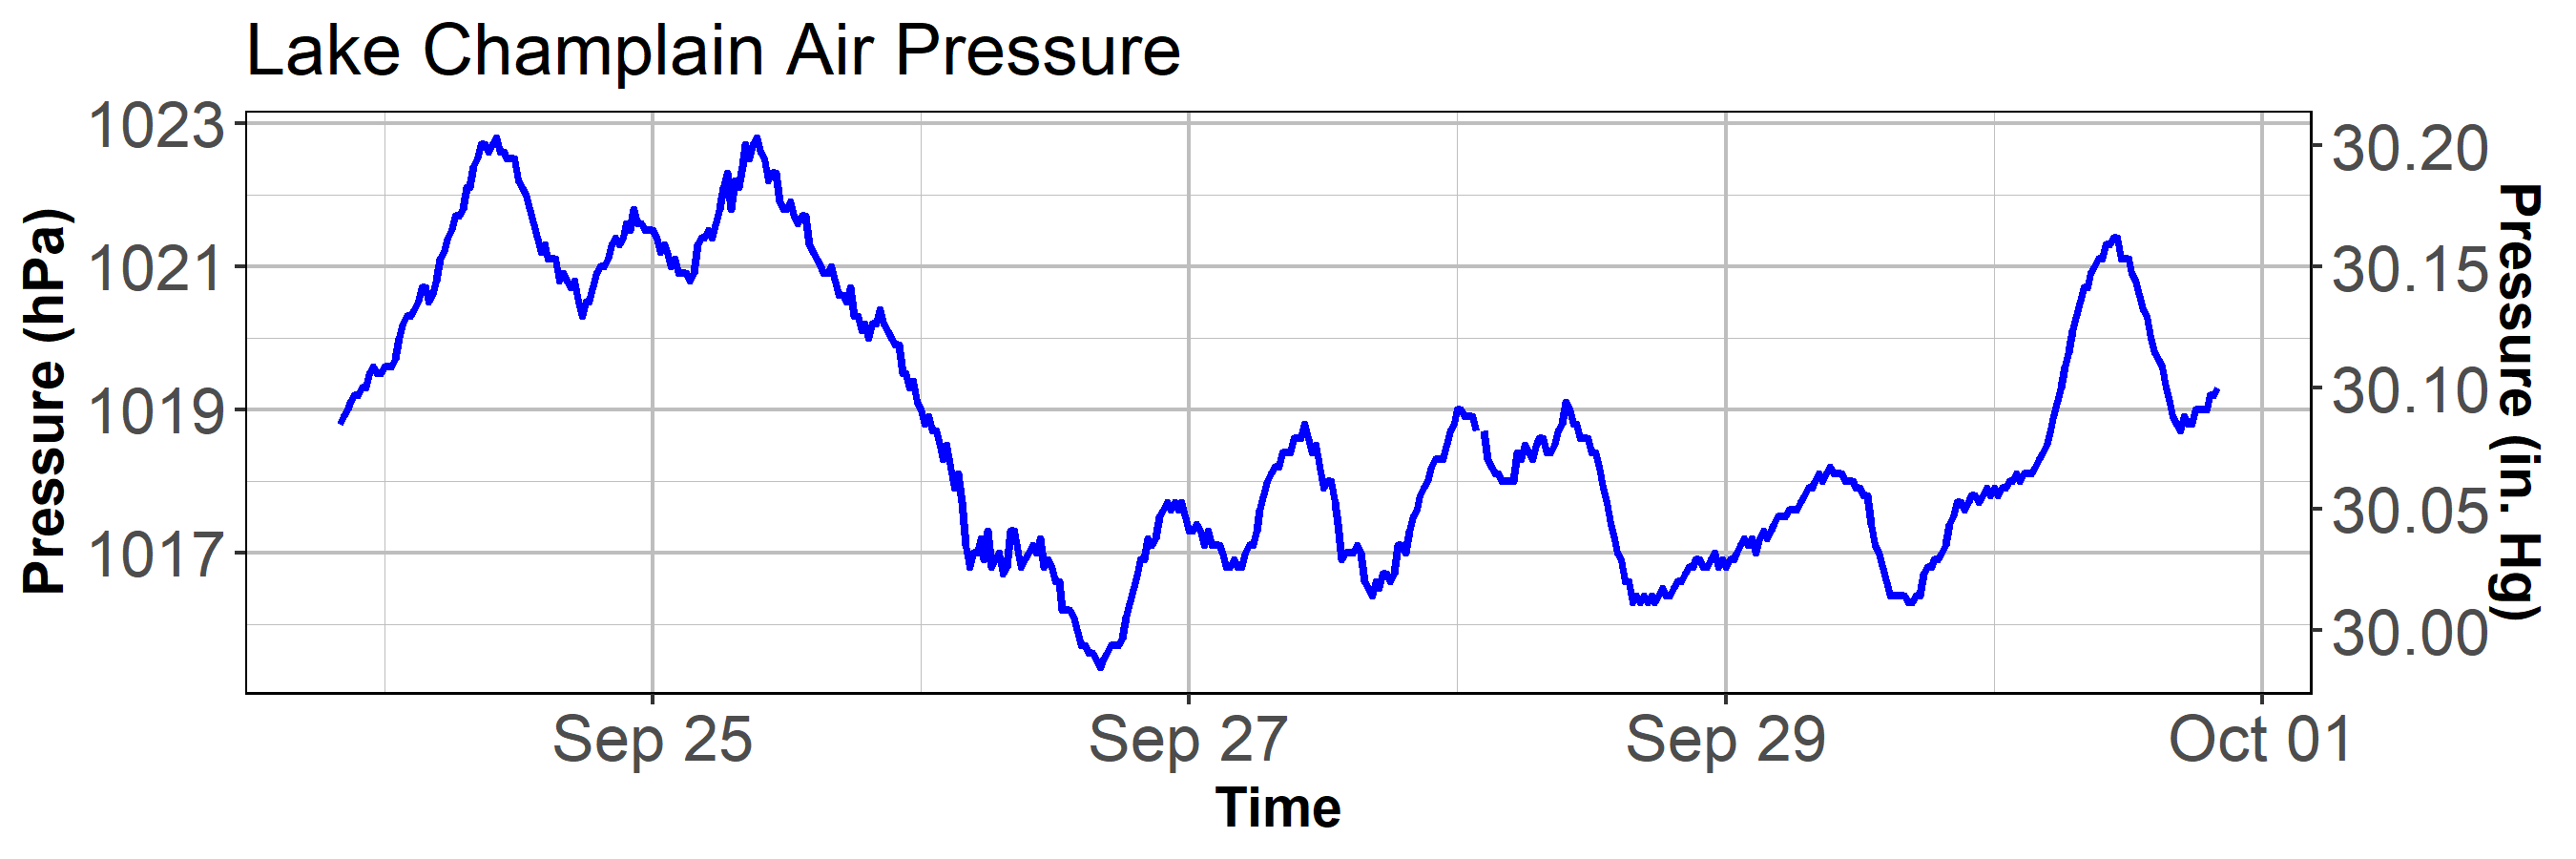 Lake Champlain Air Pressure
1023
1021
1019
1017
Pressure (hPa)
30.20
30.15
30.10
30.05
30.00
Pressure (in. Hg)
Sep 25
Sep 27
Sep 29
Oct 01
Time